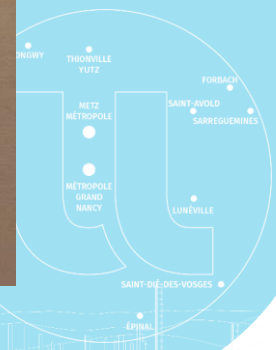 ONGWY
THIONVILLE
YUTZ
FORBACH
METZ
MÉTROPOLE
SAINT-AVOLD
SARREGUEMINES
MÉTROPOLE
GRAND
NANCY
LUNÉVILLE
SAINT-DIÉ-DES-VOSGES
ÉPINAL